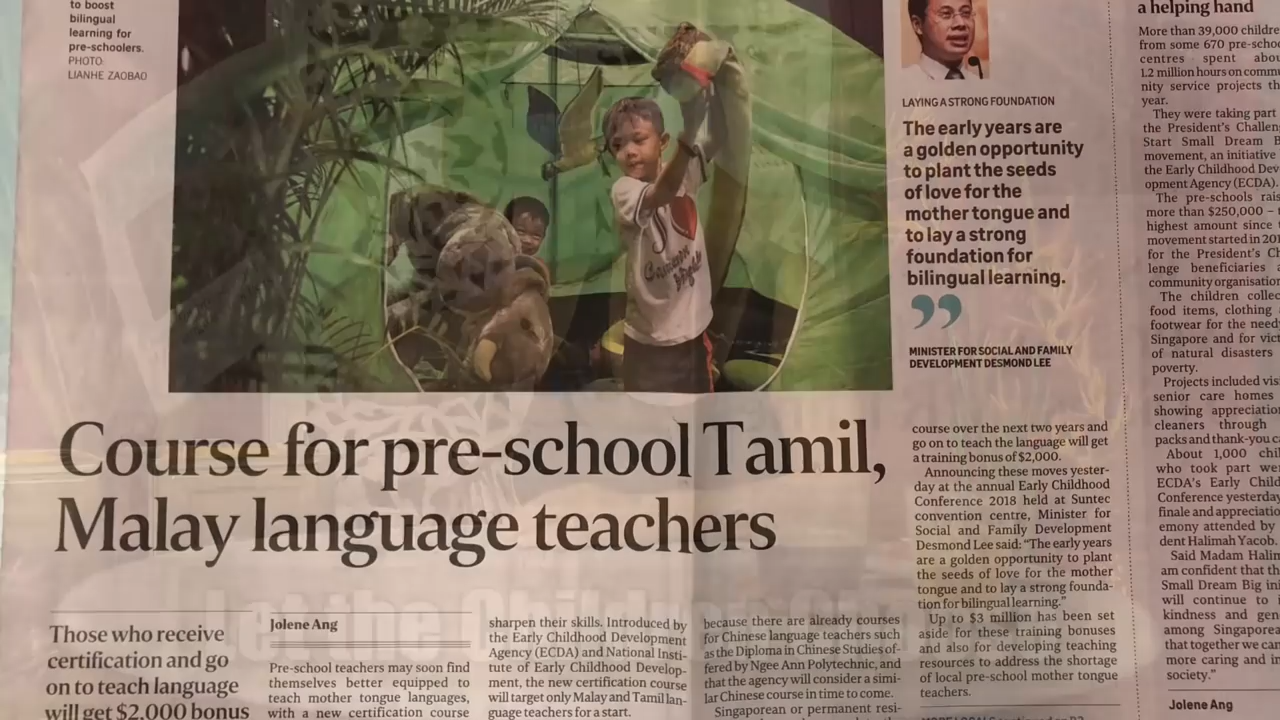 to boost
bilingual
learning for
pre-schoolers.
PHOTO:
LIANHE ZAOBAO
LAYING A STRONG FOUNDATION
The early years are
a golden opportunity
to plant the seeds
of love for the
mother tongue and
to lay a strong
foundation for
bilingual learning.
”
MINISTER FOR SOCIAL AND FAMILY
DEVELOPMENT DESMOND LEE
Course for pre-school Tamil,
Malay language teachers
Those who receive
certification and go
on to teach language
will get $2,000 bonus
Jolene Ang
Pre-school teachers may soon find
themselves better equipped to
teach mother tongue languages,
with a new certification course
sharpen their skills. Introduced by
the Early Childhood Development
Agency (ECDA) and National Insti-
tute of Early Childhood Develop-
ment, the new certification course
will target only Malay and Tamil lan-
guage teachers for a start.
because there are already courses
for Chinese language teachers such
as the Diploma in Chinese Studies of-
fered by Ngee Ann Polytechnic, and
that the agency will consider a simi-
lar Chinese course in time to come.
Singaporean or permanent resi-
course over the next two years and
go on to teach the language will get
a training bonus of $2,000.
Announcing these moves yester-
day at the annual Early Childhood
Conference 2018 held at Suntec
convention centre, Minister for
Social and Family Development
Desmond Lee said: “The early years
are a golden opportunity to plant
the seeds of love for the mother
tongue and to lay a strong founda-
tion for bilingual learning.”
Up to $3 million has been set
aside for these training bonuses
and also for developing teaching
resources to address the shortage
of local pre-school mother tongue
teachers.
a helping hand
More than 39,000 childre
from some 670 pre-schoo
centres spent abou
1.2 million hours on comm
nity service projects th
year.
They were taking part
the President's Challen
Start Small Dream B
movement, an initiative
the Early Childhood Dev
opment Agency (ECDA).
The pre-schools rais
more than $250,000 –
highest amount since
movement started in 201
for the President's Ch
lenge beneficiaries a
community organisation
The children collec
food items, clothing
footwear for the need
Singapore and for vict
of natural disasters
poverty.
Projects included vis
senior care homes
showing appreciatio
cleaners through
packs and thank-you c
About 1,000 chil
who took part wer
ECDA's Early Child
Conference yesterday
finale and appreciatio
emony attended by
dent Halimah Yacob.
Said Madam Halim
am confident that th
Small Dream Big ini
will continue to i
kindness and gen
among Singaporea
that together we can
more caring and in
society.”
Jolene Ang